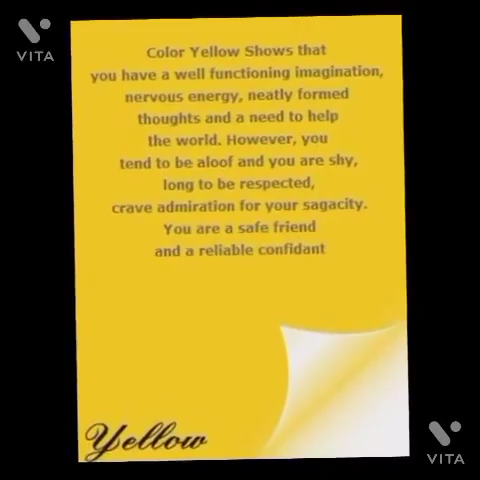 VITA
Color Yellow Shows that
you have a well functioning imagination,
nervous energy, neatly formed
thoughts and a need to help
the world. However, you
tend to be aloof and you are shy,
long to be respected,
crave admiration for your sagacity.
You are a safe friend
and a reliable confidant
Yellow
VITA